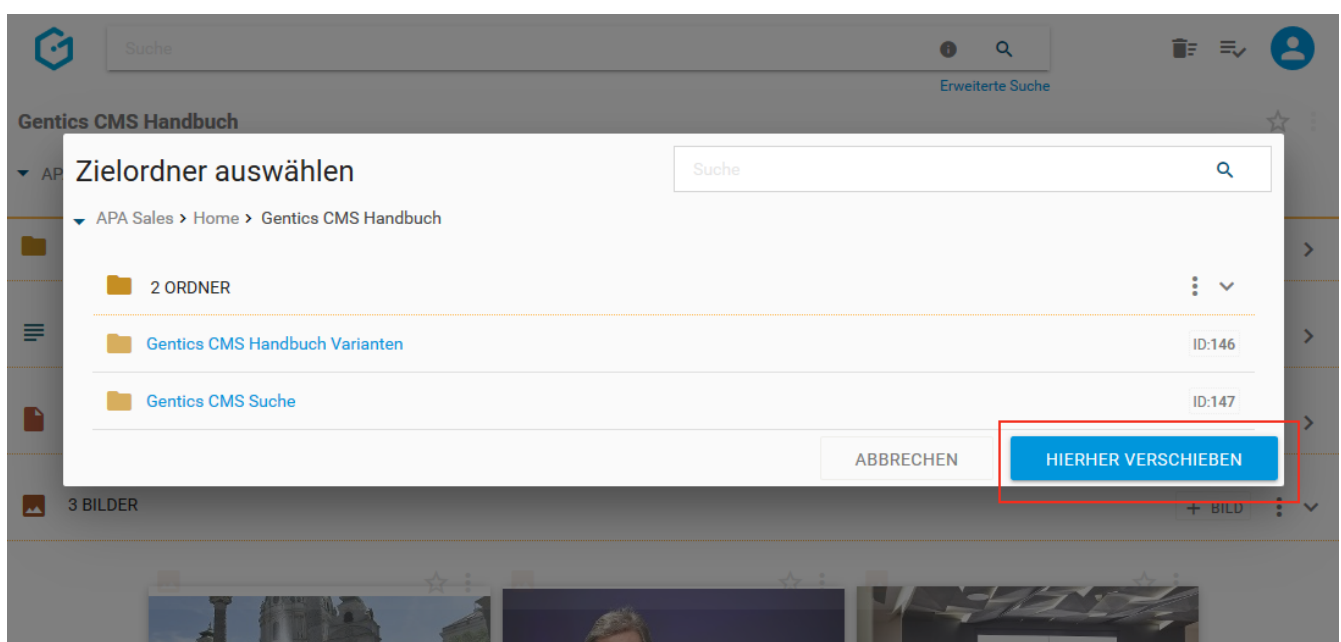 Suche
Erweiterte Suche
Gentics CMS Handbuch
AP
Zielordner auswählen
Suche
APA Sales > Home > Gentics CMS Handbuch
2 ORDNER
Gentics CMS Handbuch Varianten
ID:146
Gentics CMS Suche
ID:147
ABBRECHEN
HIERHER VERSCHIEBEN
3 BILDER
+ BILD